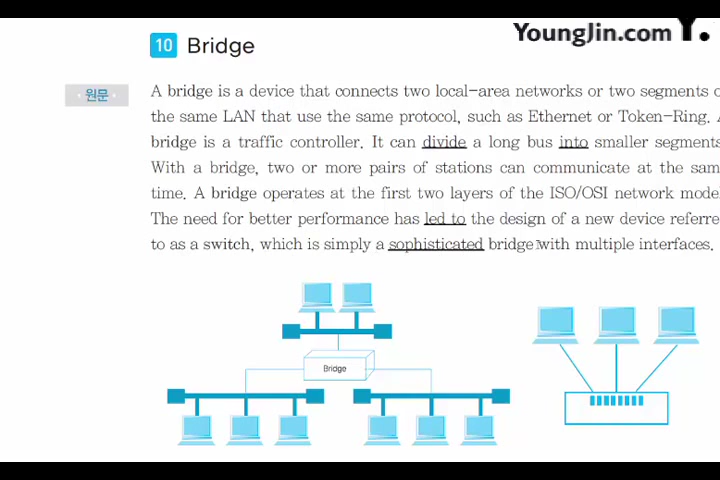 YoungJin.com Y.
10 Bridge
원문
A bridge is a device that connects two local-area networks or two segments o
the same LAN that use the same protocol, such as Ethernet or Token-Ring. A
bridge is a traffic controller. It can divide a long bus into smaller segments
With a bridge, two or more pairs of stations can communicate at the sam
time. A bridge operates at the first two layers of the ISO/OSI network model
The need for better performance has led to the design of a new device referre
to as a switch, which is simply a sophisticated bridge with multiple interfaces.
Bridge